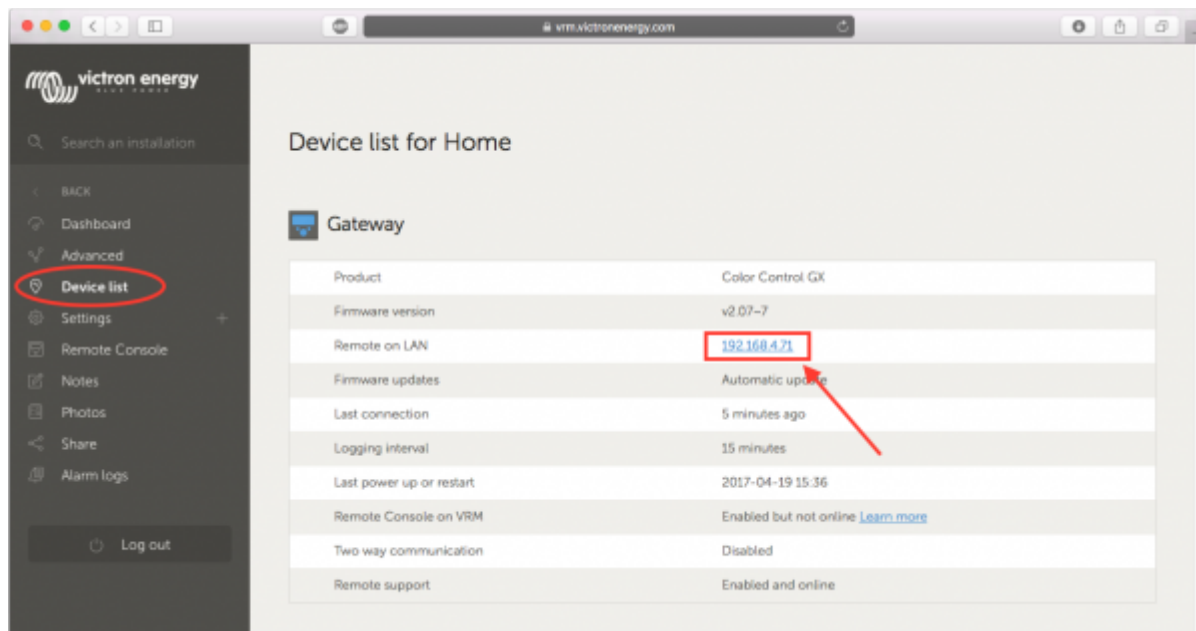 vrm.victronenergy.com
victron energy
BLUE POWER
Search an installation
BACK
Dashboard
Advanced
Device list
Settings
Remote Console
Notes
Photos
Share
Alarm logs
Log out
Device list for Home
Gateway
Product Color Control GX
Firmware version v2.07–7
Remote on LAN 192.168.4.71
Firmware updates Automatic update
Last connection 5 minutes ago
Logging interval 15 minutes
Last power up or restart 2017-04-19 15:36
Remote Console on VRM Enabled but not online Learn more
Two way communication Disabled
Remote support Enabled and online